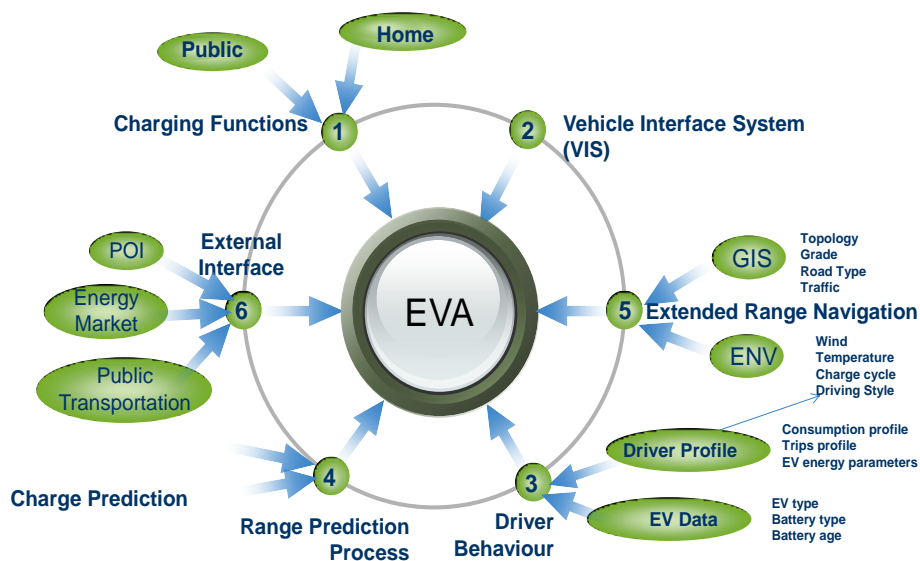 Public
Home
Charging Functions
1
2
Vehicle Interface System
(VIS)
External
Interface
POI
Energy
Market
Public
Transportation
6
EVA
5
Extended Range Navigation
GIS
Topology
Grade
Road Type
Traffic
ENV
Wind
Temperature
Charge cycle
Driving Style
Driver Profile
Consumption profile
Trips profile
EV energy parameters
EV Data
EV type
Battery type
Battery age
3
Driver
Behaviour
4
Range Prediction
Process
Charge Prediction